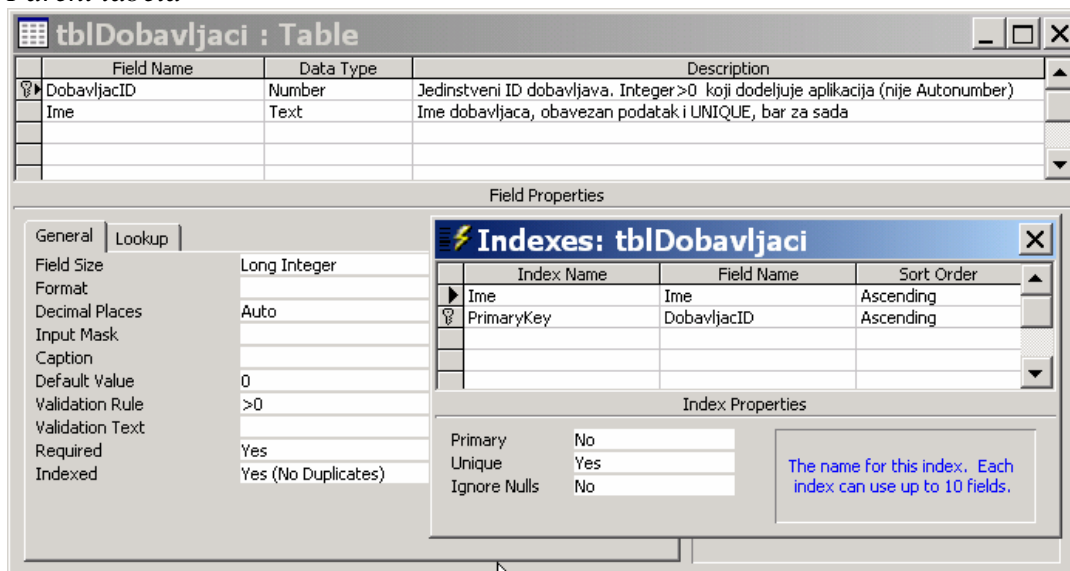 Parent tabela
tblDobavljaci : Table
Field Name Data Type Description
DobavljacID Number Jedinstveni ID dobavljava. Integer>0 koji dodeljuje aplikacija (nije Autonumber)
Ime Text Ime dobavljaca, obavezan podatak i UNIQUE, bar za sada
Field Properties
General Lookup
Field Size Long Integer
Format
Decimal Places Auto
Input Mask
Caption
Default Value 0
Validation Rule >0
Validation Text
Required Yes
Indexed Yes (No Duplicates)
Indexes: tblDobavljaci
Index Name Field Name Sort Order
Ime Ime Ascending
PrimaryKey DobavljacID Ascending
Index Properties
Primary No
Unique Yes
Ignore Nulls No
The name for this index. Each
index can use up to 10 fields.